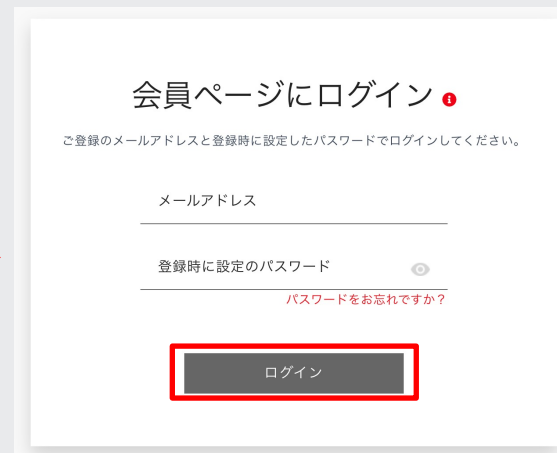 会員ページにログイン
ご登録のメールアドレスと登録時に設定したパスワードでログインしてください。
メールアドレス
登録時に設定のパスワード
パスワードをお忘れですか？
ログイン